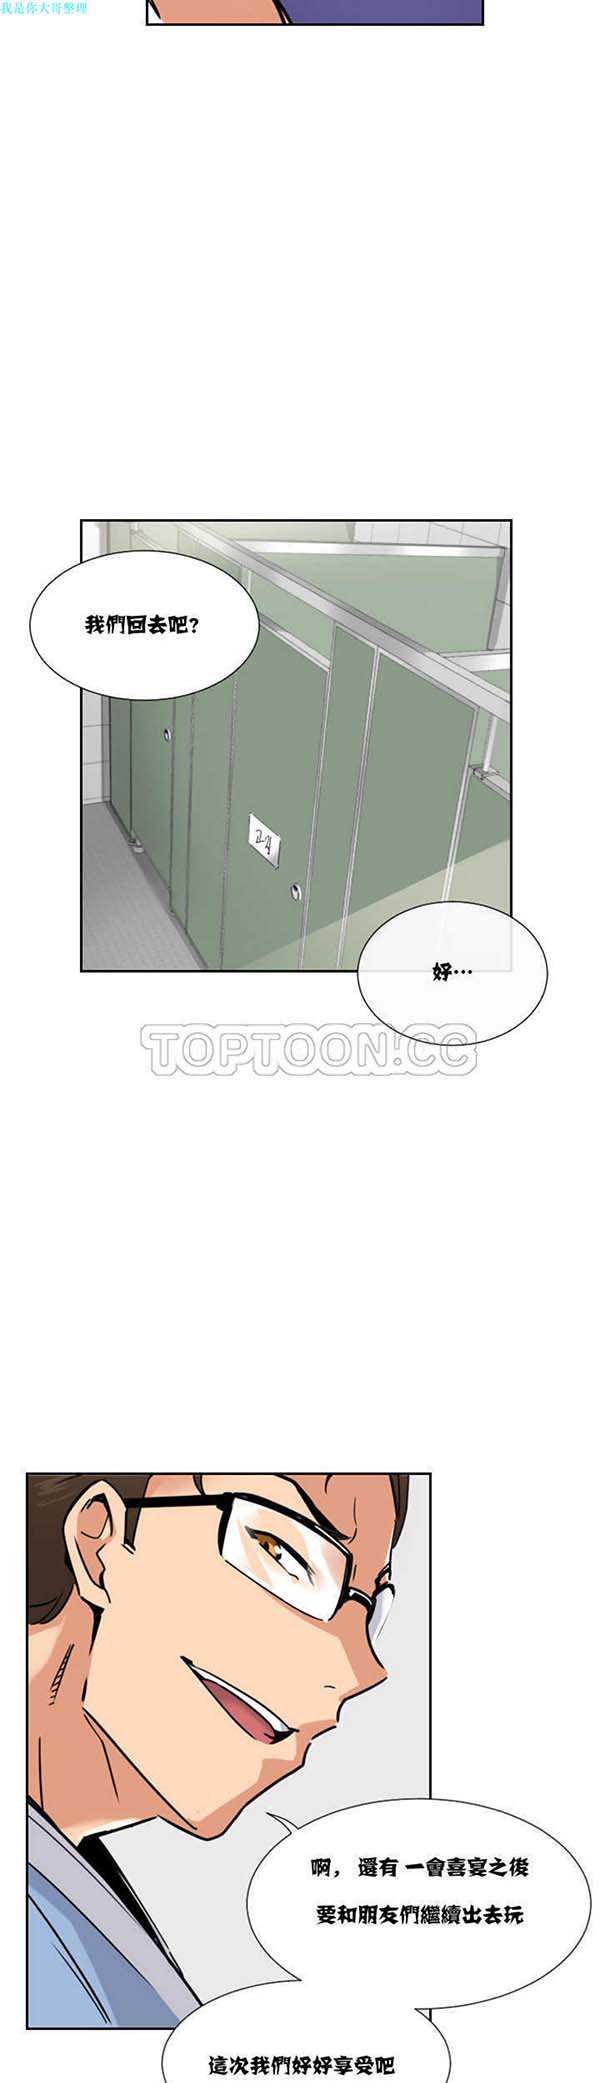 我是你大哥整理
我們回去吧?
24
好…
TOPTOON!.CC
啊，還有一會喜宴之後
要和朋友們繼續出去玩
這次我們好好享受吧